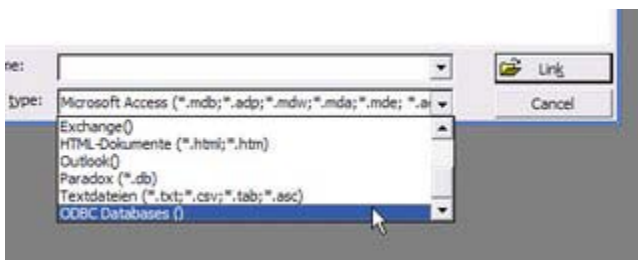 ne:
Link
type:
Microsoft Access (*.mdb;*.adp;*.mdw;*.mda;*.mde; *.a
Cancel
Exchange()
HTML-Dokumente (*.html;*.htm)
Outlook()
Paradox (*.db)
Textdateien (*.txt;*.csv;*.tab;*.asc)
ODBC Databases ()